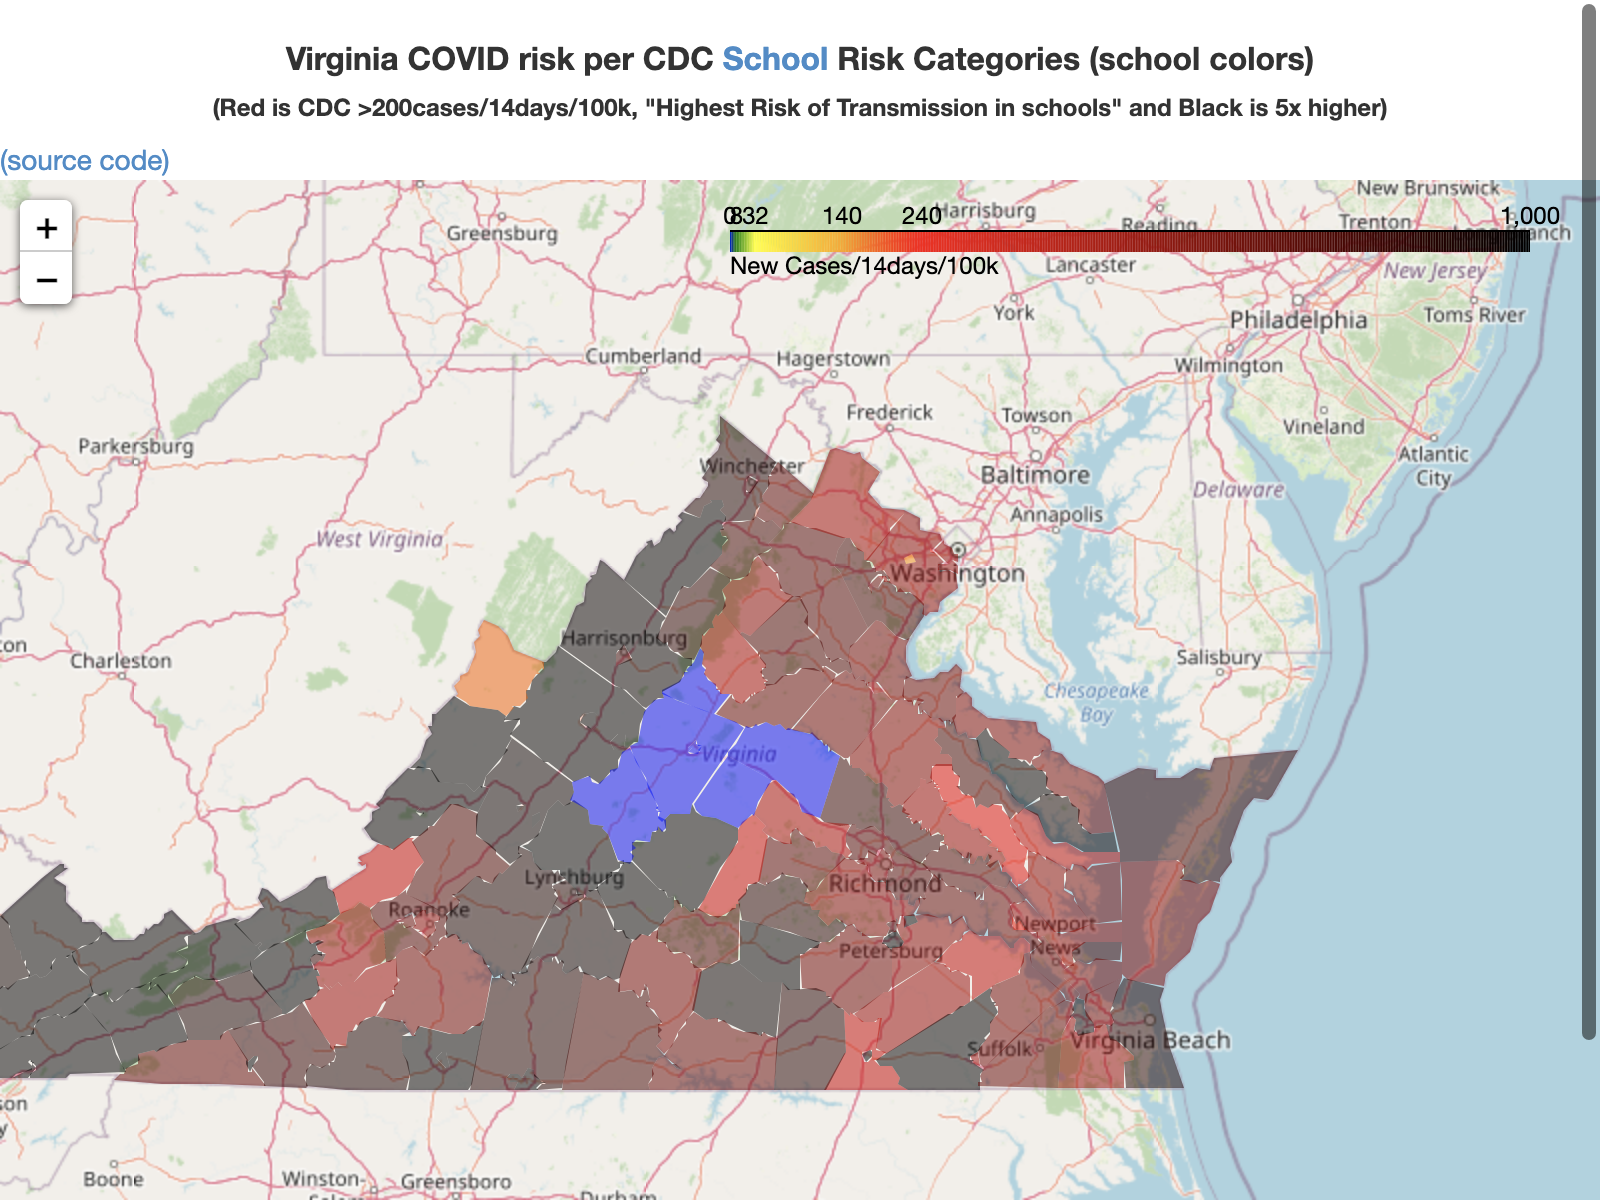 Virginia COVID risk per CDC School Risk Categories (school colors)
(Red is CDC >200cases/14days/100k, "Highest Risk of Transmission in schools" and Black is 5x higher)
(source code)
+
−
New Brunswick
0 8 32 140 240 1,000
New Cases/14days/100k
Harrisburg
Reading
Trenton
Greensburg
Lancaster
New Jersey
York
Philadelphia
Toms River
Cumberland
Hagerstown
Wilmington
Frederick
Towson
Vineland
Parkersburg
Atlantic
City
Winchester
Baltimore
Delaware
Annapolis
West Virginia
Washington
Harrisonburg
Charleston
Salisbury
Chesapeake
Bay
Virginia
Lynchburg
Richmond
Roanoke
Newport
News
Petersburg
Virginia Beach
Suffolk
Boone
Winston-
Greensboro
Durham